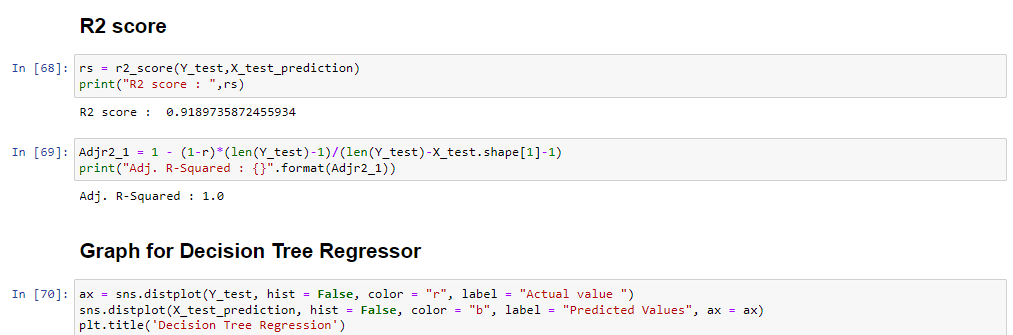 R2 score
In [68]: rs = r2_score(Y_test,X_test_prediction)
print("R2 score : ",rs)
R2 score :  0.9189735872455934
In [69]: Adjr2_1 = 1 - (1-r)*(len(Y_test)-1)/(len(Y_test)-X_test.shape[1]-1)
print("Adj. R-Squared : {}".format(Adjr2_1))
Adj. R-Squared : 1.0
Graph for Decision Tree Regressor
In [70]: ax = sns.distplot(Y_test, hist = False, color = "r", label = "Actual value ")
sns.distplot(X_test_prediction, hist = False, color = "b", label = "Predicted Values", ax = ax)
plt.title('Decision Tree Regression')